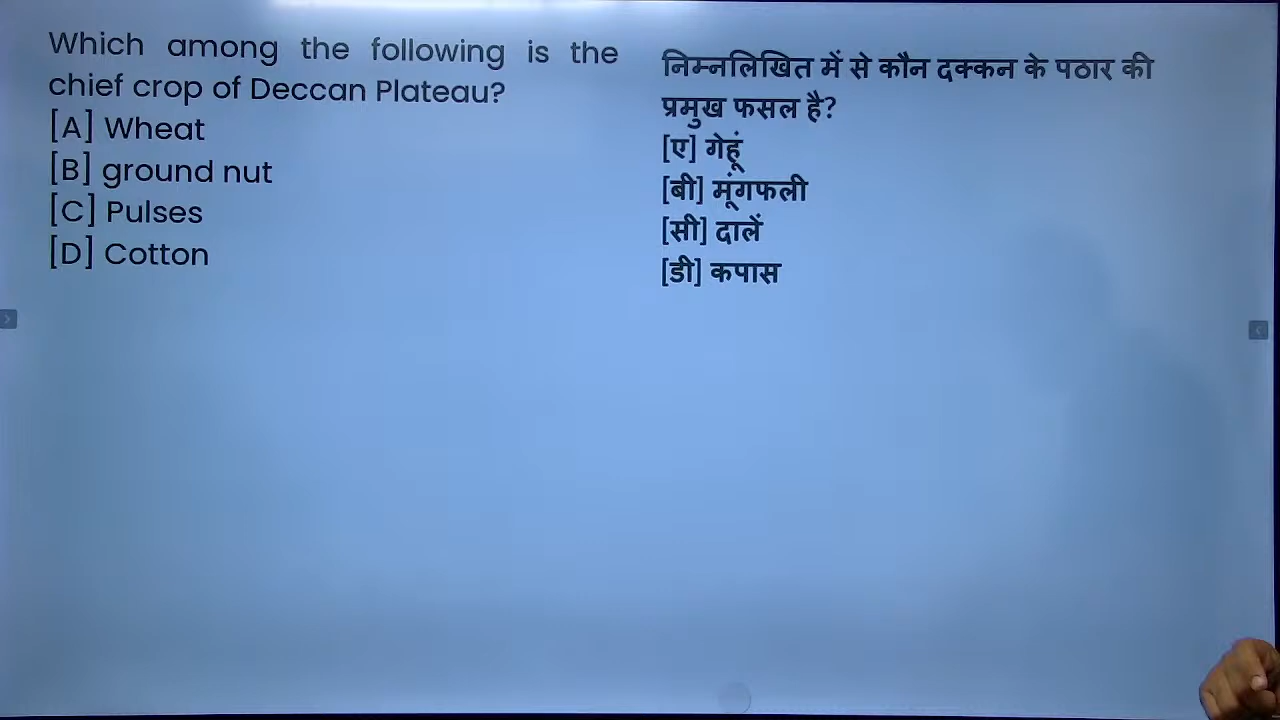 Which among the following is the
chief crop of Deccan Plateau?
[A] Wheat
[B] ground nut
[C] Pulses
[D] Cotton
निम्नलिखित में से कौन दक्कन के पठार की
प्रमुख फसल है?
[ए] गेहूं
[बी] मूंगफली
[सी] दालें
[डी] कपास